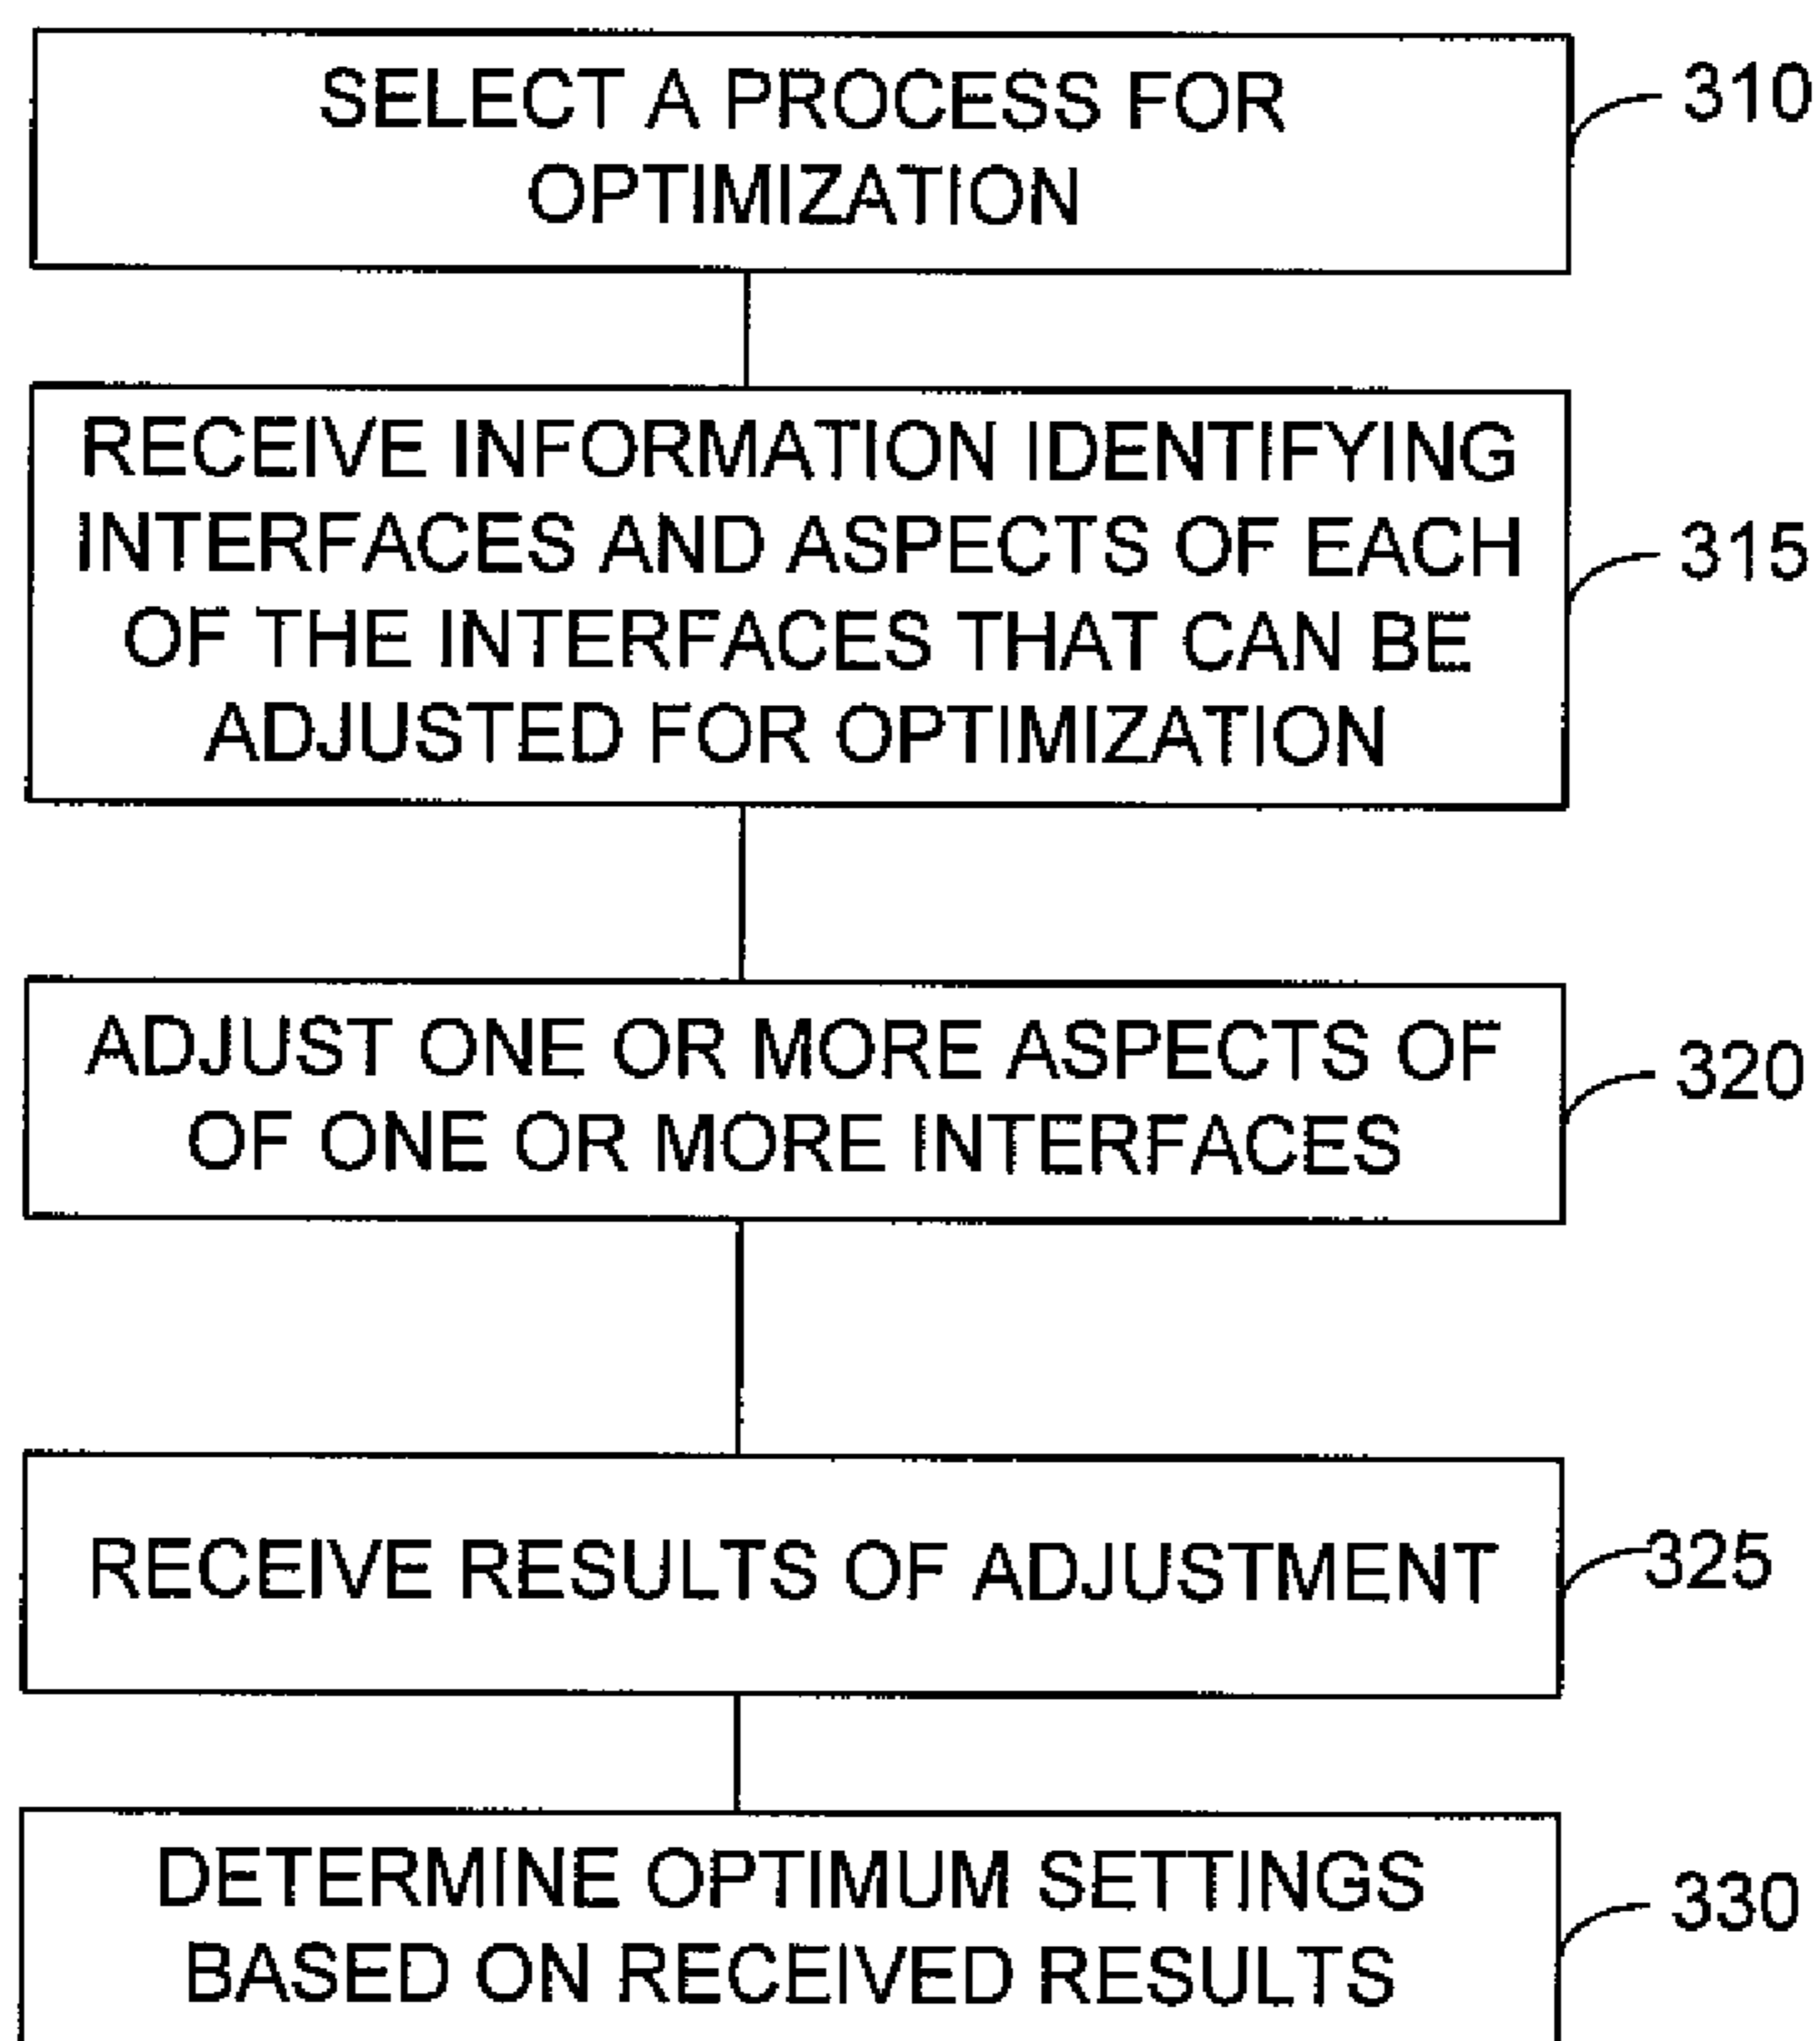 SELECT A PROCESS FOR
OPTIMIZATION
310
RECEIVE INFORMATION IDENTIFYING
INTERFACES AND ASPECTS OF EACH
OF THE INTERFACES THAT CAN BE
ADJUSTED FOR OPTIMIZATION
315
ADJUST ONE OR MORE ASPECTS OF
OF ONE OR MORE INTERFACES
320
RECEIVE RESULTS OF ADJUSTMENT
325
DETERMINE OPTIMUM SETTINGS
BASED ON RECEIVED RESULTS
330